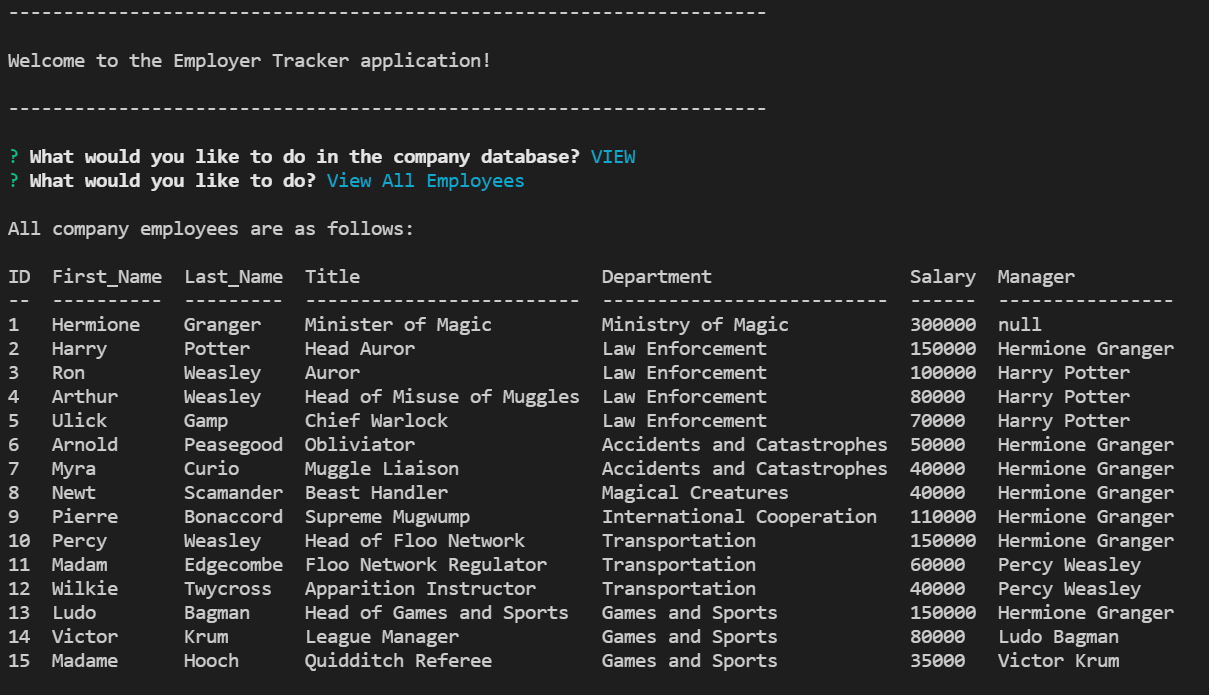 ---------------------------------------------------------------------
Welcome to the Employer Tracker application!
---------------------------------------------------------------------
? What would you like to do in the company database? VIEW
? What would you like to do? View All Employees
All company employees are as follows:
ID  First_Name  Last_Name  Title                      Department                  Salary  Manager
--  ----------  ---------  -------------------------  --------------------------  ------  ----------------
1   Hermione    Granger    Minister of Magic          Ministry of Magic           300000  null
2   Harry       Potter     Head Auror                 Law Enforcement             150000  Hermione Granger
3   Ron         Weasley    Auror                      Law Enforcement             100000  Harry Potter
4   Arthur      Weasley    Head of Misuse of Muggles  Law Enforcement             80000   Harry Potter
5   Ulick       Gamp       Chief Warlock              Law Enforcement             70000   Harry Potter
6   Arnold      Peasegood  Obliviator                 Accidents and Catastrophes  50000   Hermione Granger
7   Myra        Curio      Muggle Liaison             Accidents and Catastrophes  40000   Hermione Granger
8   Newt        Scamander  Beast Handler              Magical Creatures           40000   Hermione Granger
9   Pierre      Bonaccord  Supreme Mugwump            International Cooperation   110000  Hermione Granger
10  Percy       Weasley    Head of Floo Network       Transportation              150000  Hermione Granger
11  Madam       Edgecombe  Floo Network Regulator     Transportation              60000   Percy Weasley
12  Wilkie      Twycross   Apparition Instructor      Transportation              40000   Percy Weasley
13  Ludo        Bagman     Head of Games and Sports   Games and Sports            150000  Hermione Granger
14  Victor      Krum       League Manager             Games and Sports            80000   Ludo Bagman
15  Madame      Hooch      Quidditch Referee          Games and Sports            35000   Victor Krum